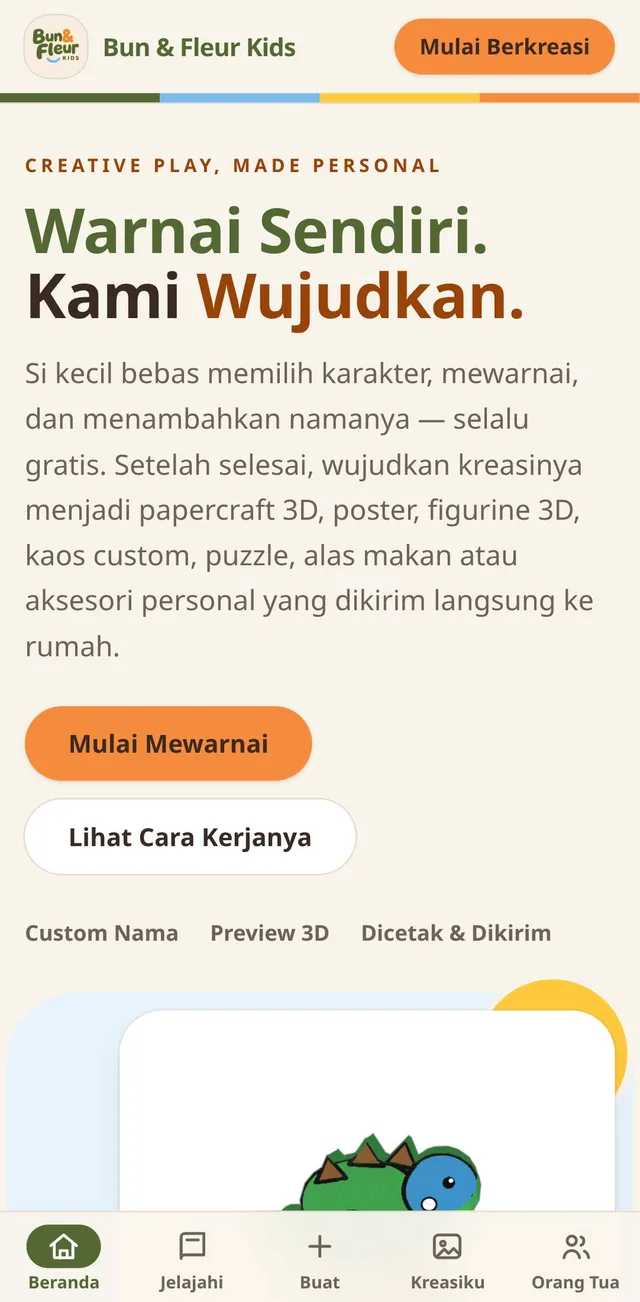 Bun&
Fleur
KIDS
Bun & Fleur Kids
Mulai Berkreasi
CREATIVE PLAY, MADE PERSONAL
Warnai Sendiri.
Kami Wujudkan.
Si kecil bebas memilih karakter, mewarnai,
dan menambahkan namanya — selalu
gratis. Setelah selesai, wujudkan kreasinya
menjadi papercraft 3D, poster, figurine 3D,
kaos custom, puzzle, alas makan atau
aksesori personal yang dikirim langsung ke
rumah.
Mulai Mewarnai
Lihat Cara Kerjanya
Custom Nama Preview 3D Dicetak & Dikirim
Beranda Jelajahi Buat Kreasiku Orang Tua